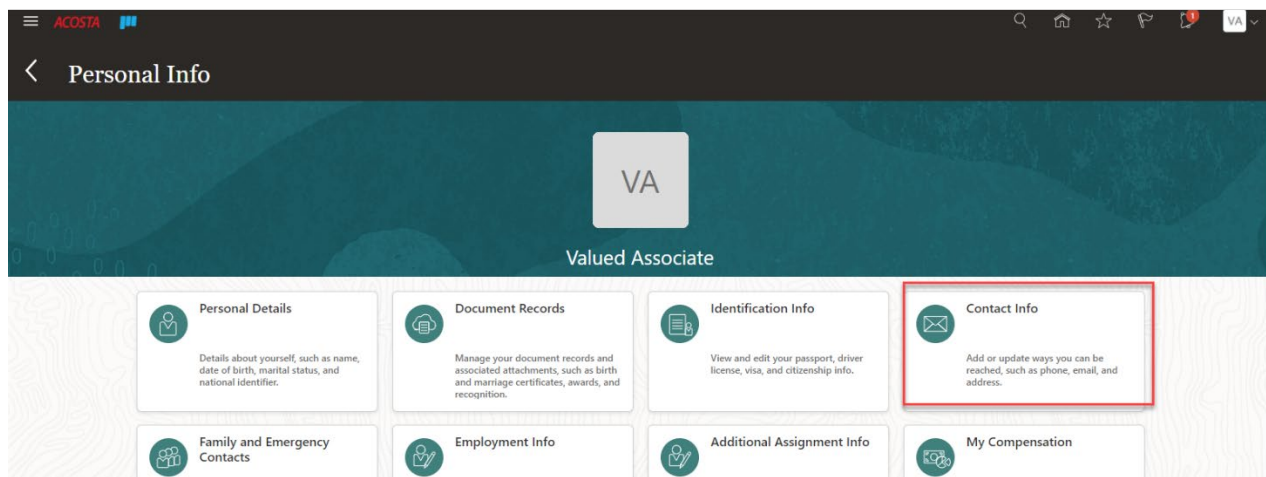 ACOSTA
1
VA
Personal Info
VA
Valued Associate
Personal Details
Details about yourself, such as name,
date of birth, marital status, and
national identifier.
Document Records
Manage your document records and
associated attachments, such as birth
and marriage certificates, awards, and
recognition.
Identification Info
View and edit your passport, driver
license, visa, and citizenship info.
Contact Info
Add or update ways you can be
reached, such as phone, email, and
address.
Family and Emergency
Contacts
Employment Info
Additional Assignment Info
My Compensation